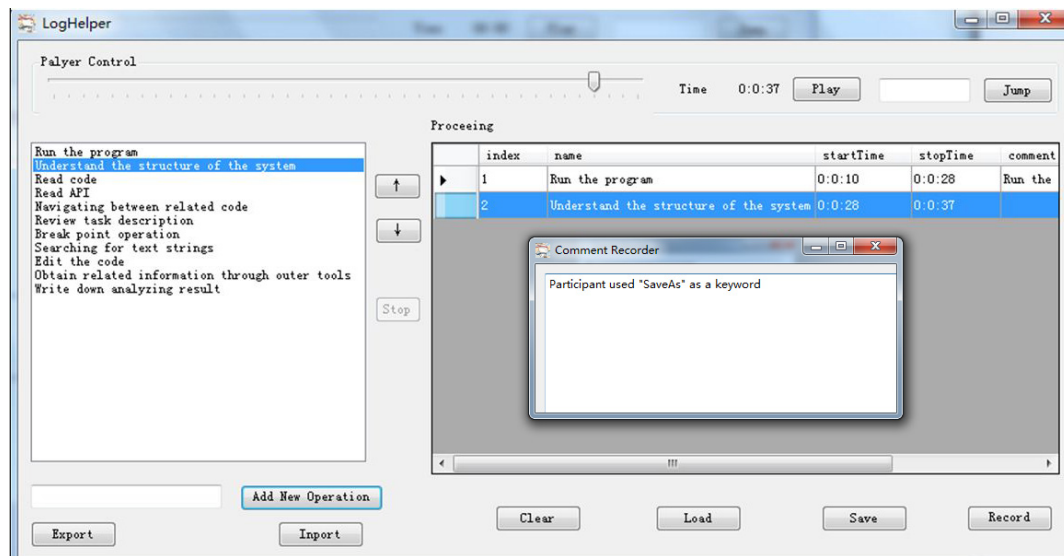 LogHelper
Palyer Control
Time 0:0:37 Play Jump
Proceeing
Run the program
Understand the structure of the system
Read code
Read API
Navigating between related code
Review task description
Break point operation
Searching for text strings
Edit the code
Obtain related information through outer tools
Write down analyzing result
↑
↓
Stop
index name startTime stopTime comment
1 Run the program 0:0:10 0:0:28 Run the
2 Understand the structure of the system 0:0:28 0:0:37
Comment Recorder
Participant used "SaveAs" as a keyword
Add New Operation
Export Inport
Clear Load Save Record